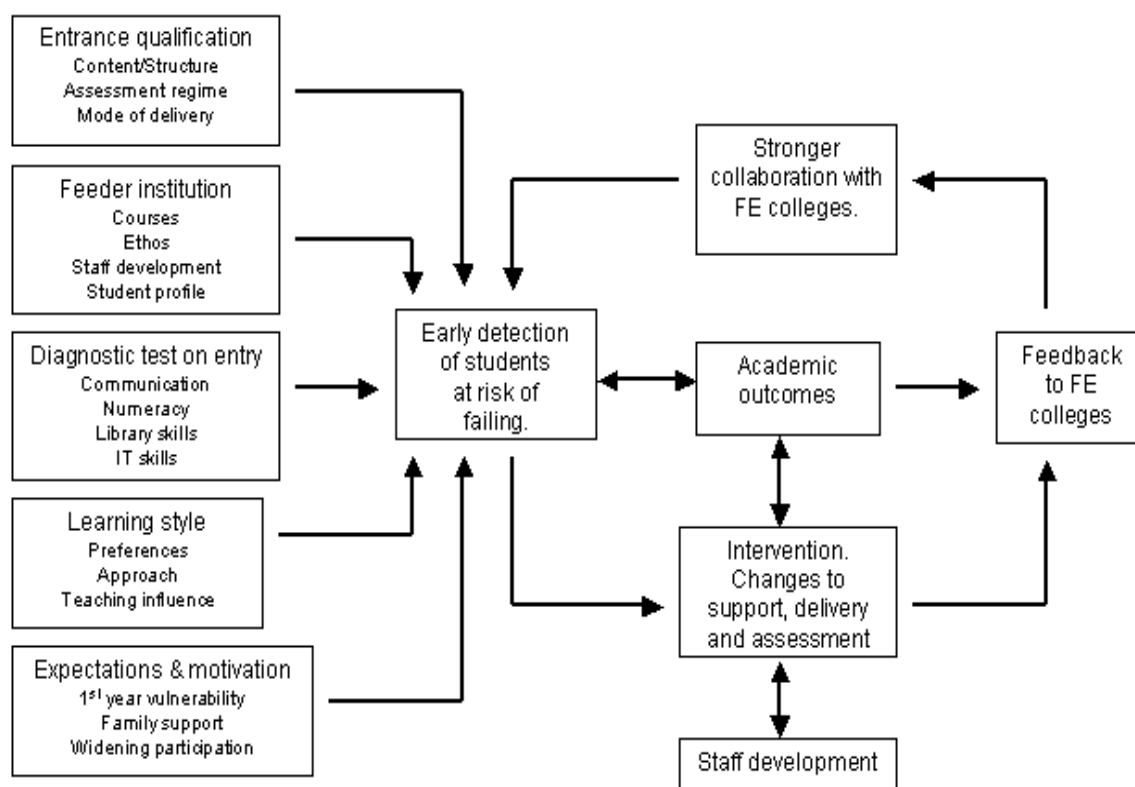 Entrance qualification
Content/Structure
Assessment regime
Mode of delivery
Feeder institution
Courses
Ethos
Staff development
Student profile
Diagnostic test on entry
Communication
Numeracy
Library skills
IT skills
Learning style
Preferences
Approach
Teaching influence
Expectations & motivation
1st year vulnerability
Family support
Widening participation
Early detection
of students
at risk of
failing.
Stronger
collaboration with
FE colleges.
Academic
outcomes
Feedback
to FE
colleges
Intervention.
Changes to
support, delivery
and assessment
Staff development